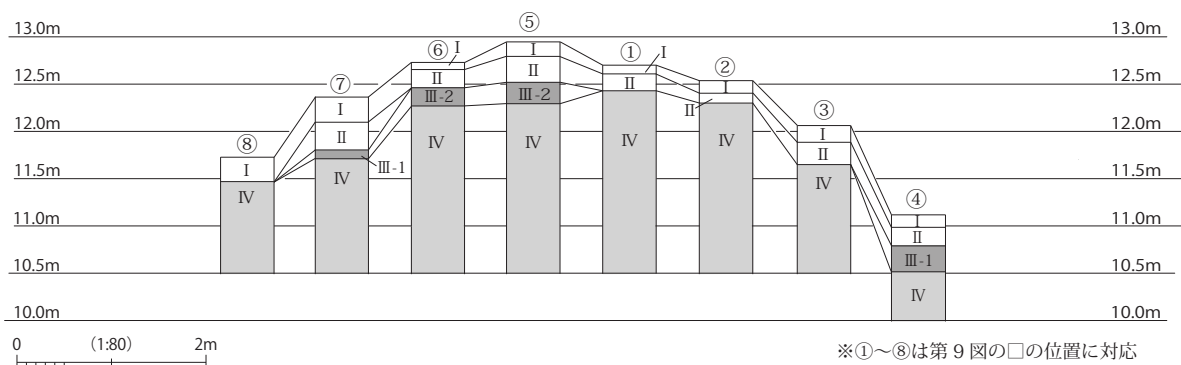 ⑤
13.0m 13.0m
⑥ Ⅰ Ⅰ ① Ⅰ
②
12.5m Ⅱ Ⅱ Ⅱ Ⅰ 12.5m
⑦ Ⅲ-2 Ⅲ-2 Ⅱ
Ⅰ ③
12.0m Ⅳ Ⅳ Ⅳ Ⅳ Ⅰ 12.0m
⑧ Ⅱ Ⅱ
Ⅰ Ⅲ-1
11.5m Ⅳ Ⅳ Ⅳ 11.5m
④
11.0m Ⅰ 11.0m
Ⅱ
10.5m Ⅲ-1 10.5m
Ⅳ
10.0m 10.0m
0 (1:80) 2m
※①～⑧は第 9 図の□の位置に対応